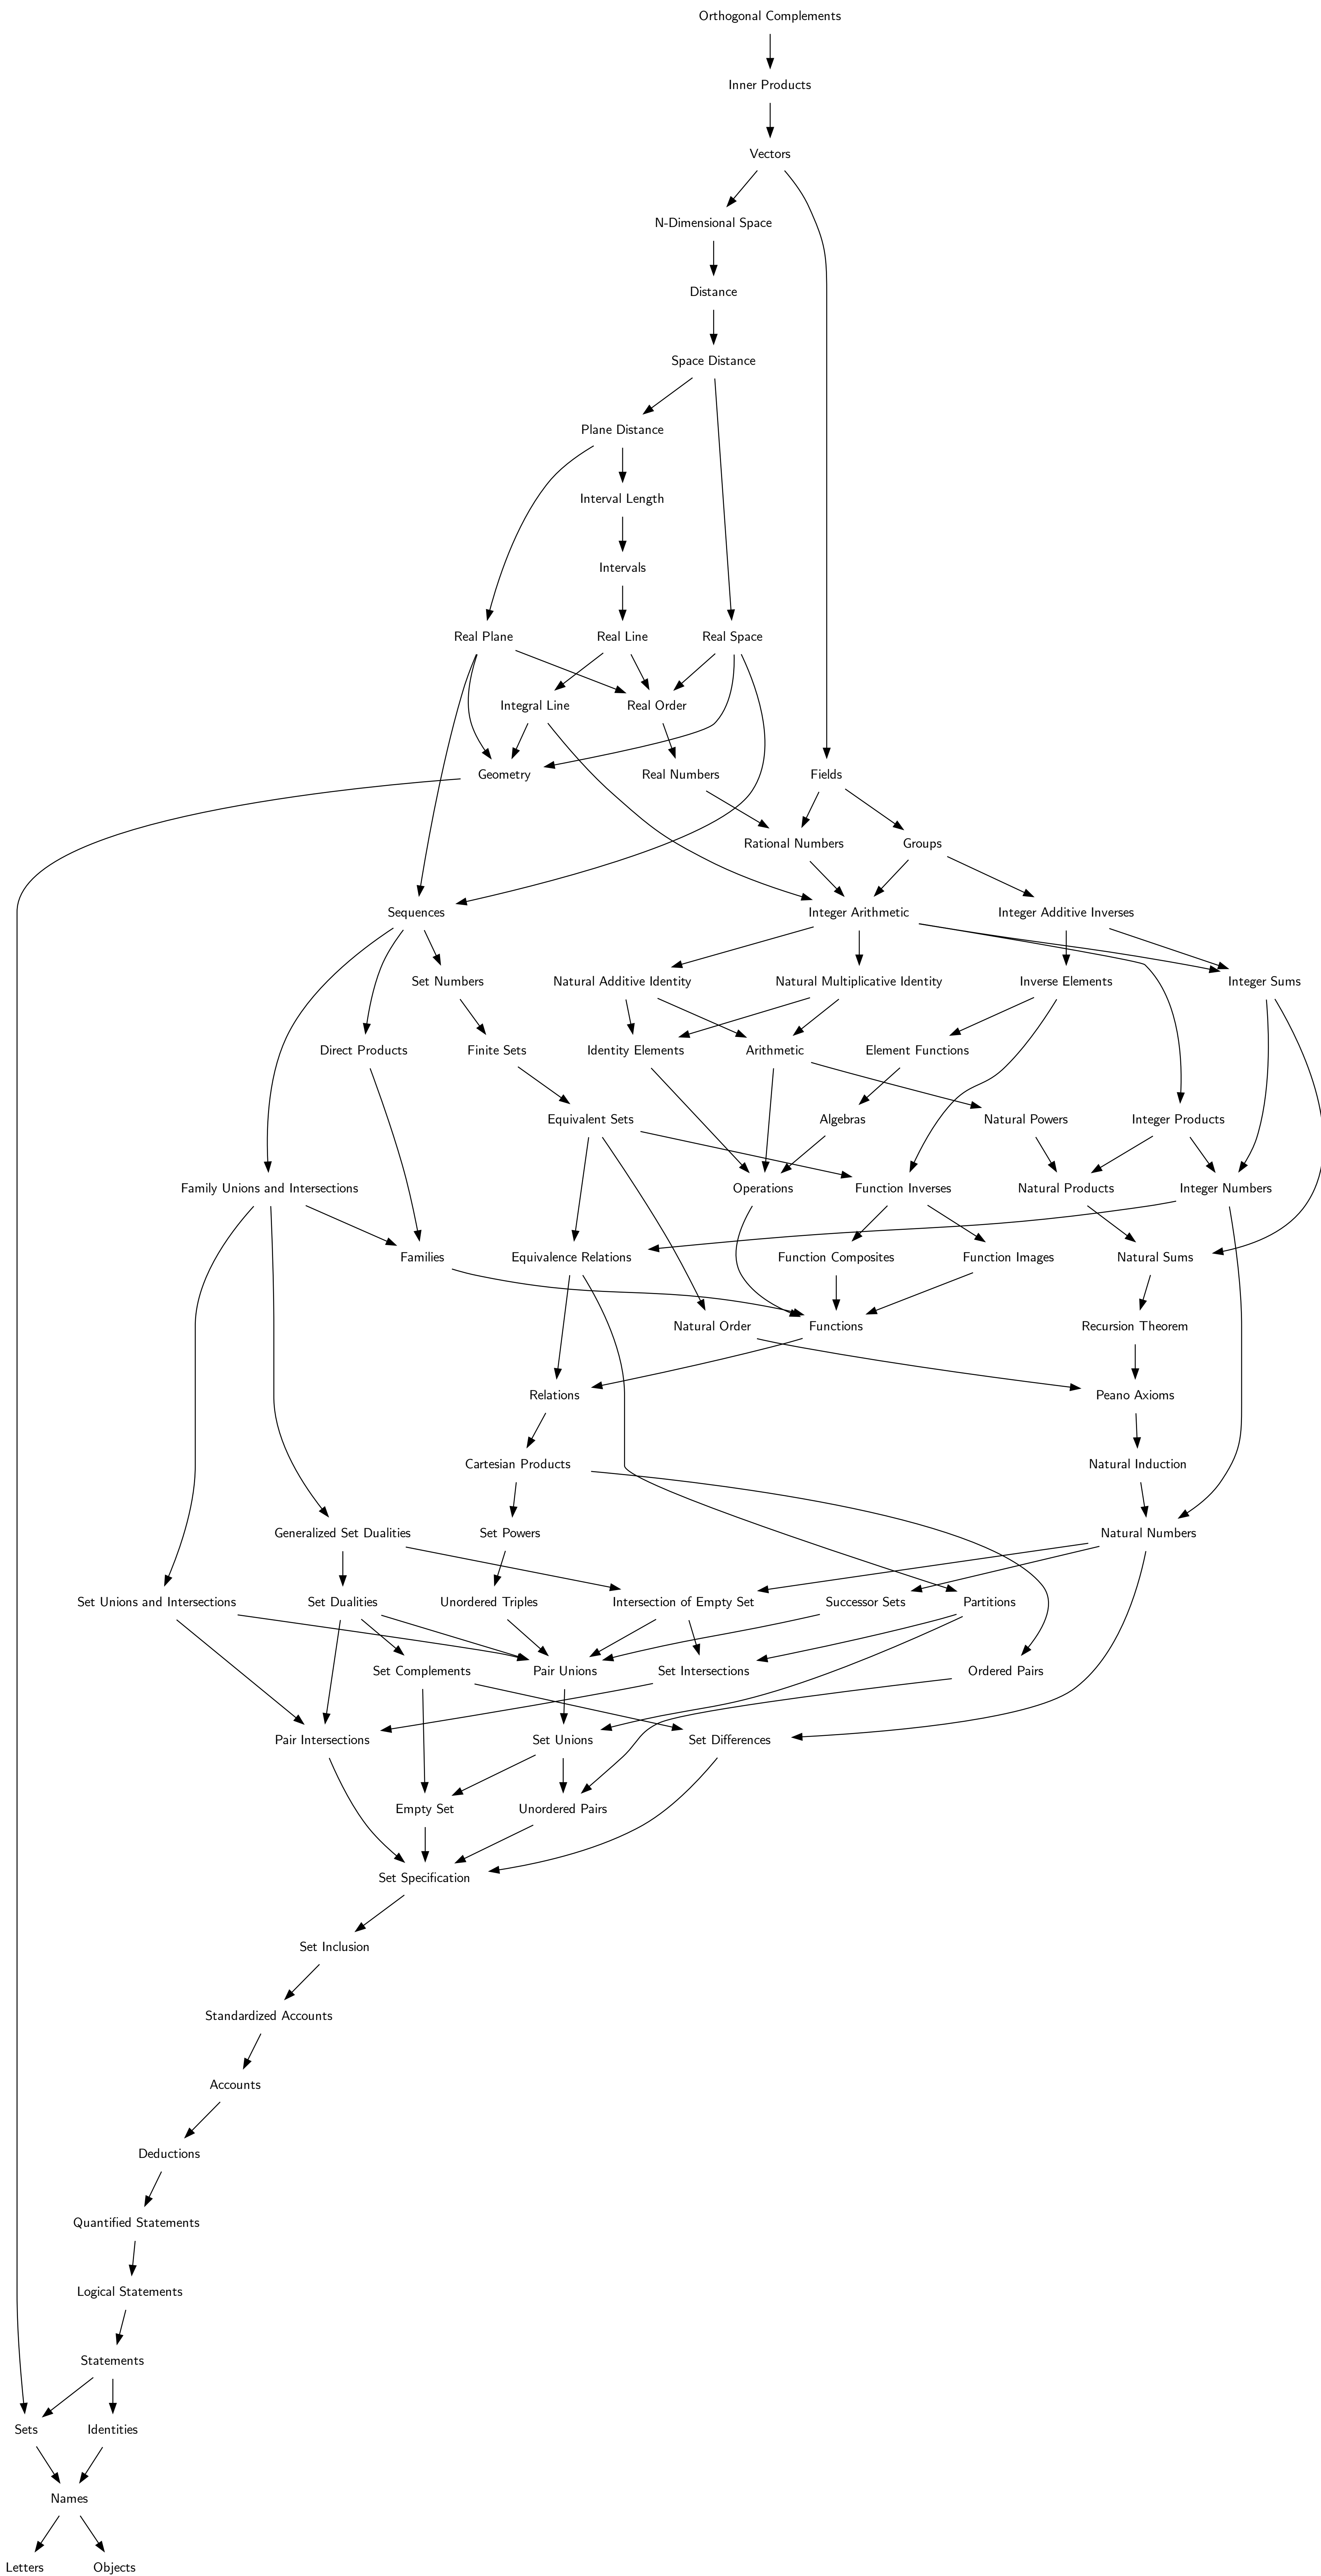 Orthogonal Complements
Inner Products
Vectors
N-Dimensional Space
Distance
Space Distance
Plane Distance
Interval Length
Intervals
Real Plane
Real Line
Real Space
Integral Line
Real Order
Geometry
Real Numbers
Fields
Rational Numbers
Groups
Sequences
Integer Arithmetic
Integer Additive Inverses
Set Numbers
Natural Additive Identity
Natural Multiplicative Identity
Inverse Elements
Integer Sums
Direct Products
Finite Sets
Identity Elements
Arithmetic
Element Functions
Equivalent Sets
Algebras
Natural Powers
Integer Products
Family Unions and Intersections
Operations
Function Inverses
Natural Products
Integer Numbers
Families
Equivalence Relations
Function Composites
Function Images
Natural Sums
Natural Order
Functions
Recursion Theorem
Relations
Peano Axioms
Cartesian Products
Natural Induction
Generalized Set Dualities
Set Powers
Natural Numbers
Set Unions and Intersections
Set Dualities
Unordered Triples
Intersection of Empty Set
Successor Sets
Partitions
Set Complements
Pair Unions
Set Intersections
Ordered Pairs
Pair Intersections
Set Unions
Set Differences
Empty Set
Unordered Pairs
Set Specification
Set Inclusion
Standardized Accounts
Accounts
Deductions
Quantified Statements
Logical Statements
Statements
Sets
Identities
Names
Letters
Objects